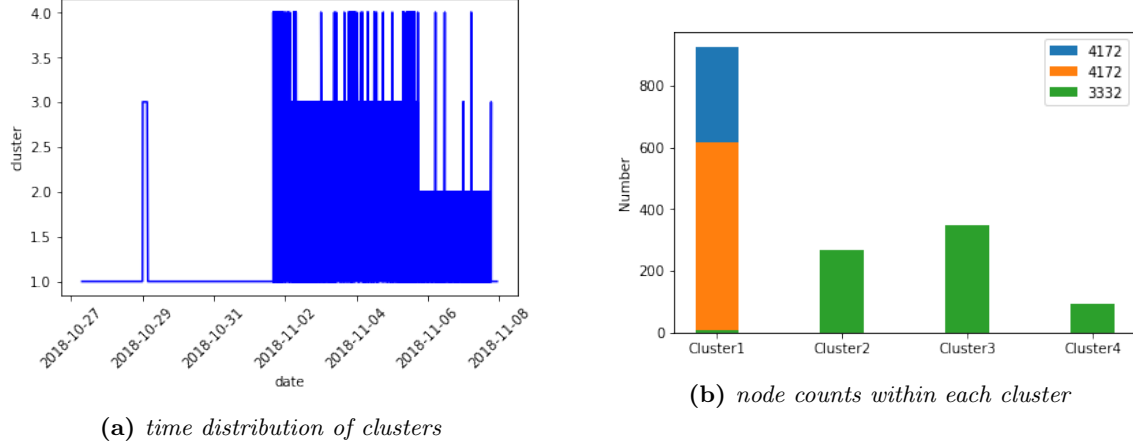 4.0
3.5
3.0
2.5
2.0
1.5
1.0
cluster
2018-10-27
2018-10-29
2018-10-31
2018-11-02
2018-11-04
2018-11-06
2018-11-08
date
(a) time distribution of clusters
800
600
400
200
0
Number
4172
4172
3332
Cluster1
Cluster2
Cluster3
Cluster4
(b) node counts within each cluster